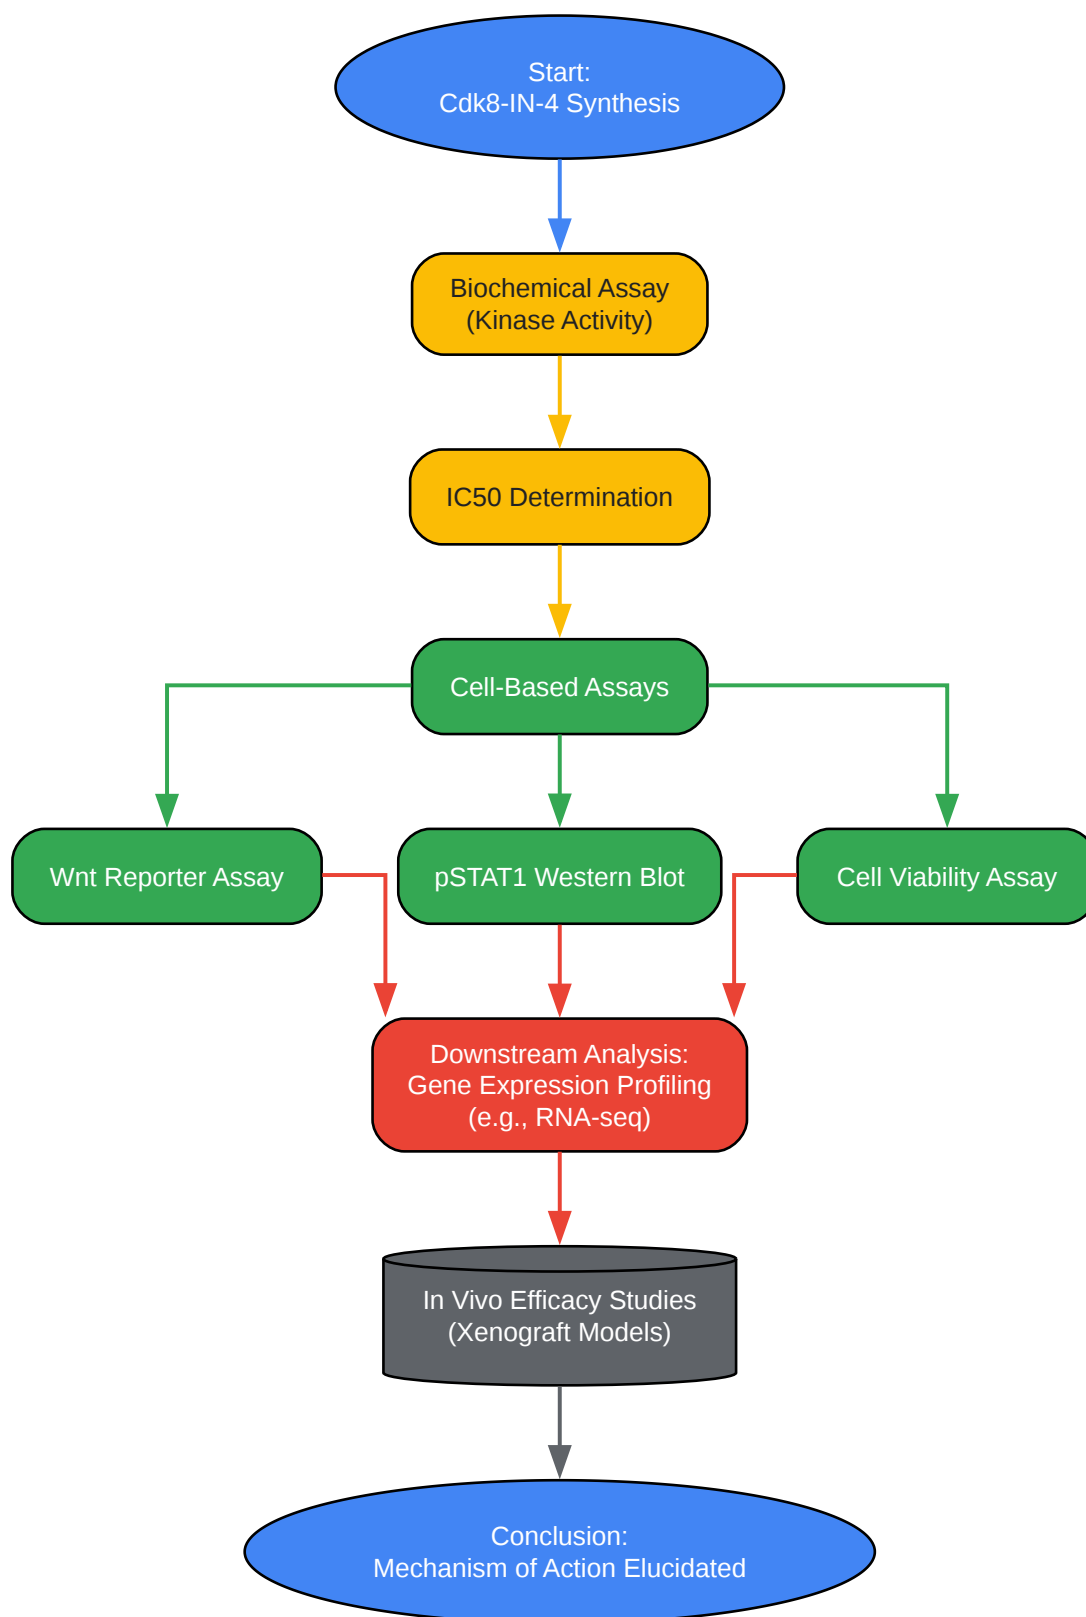 Start:
Cdk8-IN-4 Synthesis
Biochemical Assay
(Kinase Activity)
IC50 Determination
Cell-Based Assays
Wnt Reporter Assay
pSTAT1 Western Blot
Cell Viability Assay
Downstream Analysis:
Gene Expression Profiling
(e.g., RNA-seq)
In Vivo Efficacy Studies
(Xenograft Models)
Conclusion:
Mechanism of Action Elucidated